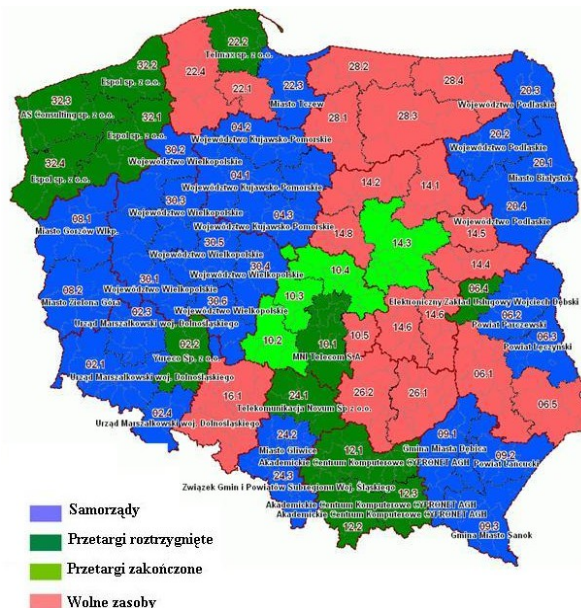 22.2
Telmax sp. z o.o.
32.2
Espol sp. z o.o.
22.4
28.2
28.4
22.1
22.3
Miasto Tczew
20.3
Województwo Podlaskie
32.3
AS Consulting sp. z o.o.
32.1
Espol sp. z o.o.
28.1
28.3
04.2
Województwo Kujawsko-Pomorskie
20.2
Województwo Podlaskie
30.2
Województwo Wielkopolskie
32.4
Espol sp. z o.o.
20.1
Miasto Białystok
04.1
Województwo Kujawsko-Pomorskie
14.2
14.1
30.3
Województwo Wielkopolskie
20.4
Województwo Podlaskie
08.1
Miasto Gorzów Wlkp.
04.3
Województwo Kujawsko-Pomorskie
14.8
14.5
14.3
30.5
Województwo Wielkopolskie
30.4
Województwo Wielkopolskie
10.4
14.4
08.2
Miasto Zielona Góra
30.1
Województwo Wielkopolskie
06.4
Elektroniczny Zakład Usługowy Wojciech Dębski
10.3
30.6
Województwo Wielkopolskie
02.3
Urząd Marszałkowski woj. Dolnośląskiego
14.6
06.2
Powiat Parczewski
10.2
10.1
MNI Telecom S.A.
10.5
14.6
06.3
Powiat Łęczyński
02.2
Vineco Sp. z o.o.
02.1
Urząd Marszałkowski woj. Dolnośląskiego
06.1
16.1
24.1
Telekomunikacja Novum Sp z o.o
26.2
26.1
06.5
02.4
Urząd Marszałkowski woj. Dolnośląskiego
24.2
Miasto Gliwice
12.1
Akademickie Centrum Komputerowe CYFRONET AGH
09.1
Gmina Miasta Dębica
09.2
Powiat Łańcucki
24.3
Związek Gmin i Powiatów Subregionu Woj. Śląskiego
12.3
Akademickie Centrum Komputerowe CYFRONET AGH
12.2
Akademickie Centrum Komputerowe CYFRONET AGH
09.3
Gmina Miasto Sanok
Samorządy
Przetargi roztrzygnięte
Przetargi zakończone
Wolne zasoby